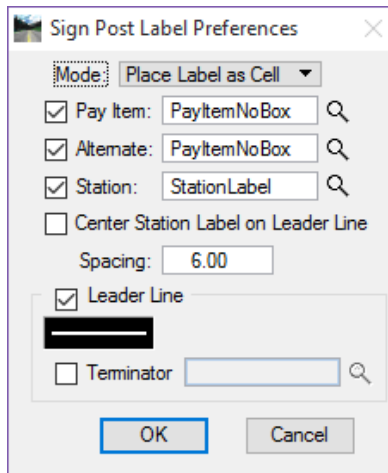 Sign Post Label Preferences
Mode: Place Label as Cell
Pay Item: PayItemNoBox
Alternate: PayItemNoBox
Station: StationLabel
Center Station Label on Leader Line
Spacing: 6.00
Leader Line
Terminator
OK Cancel